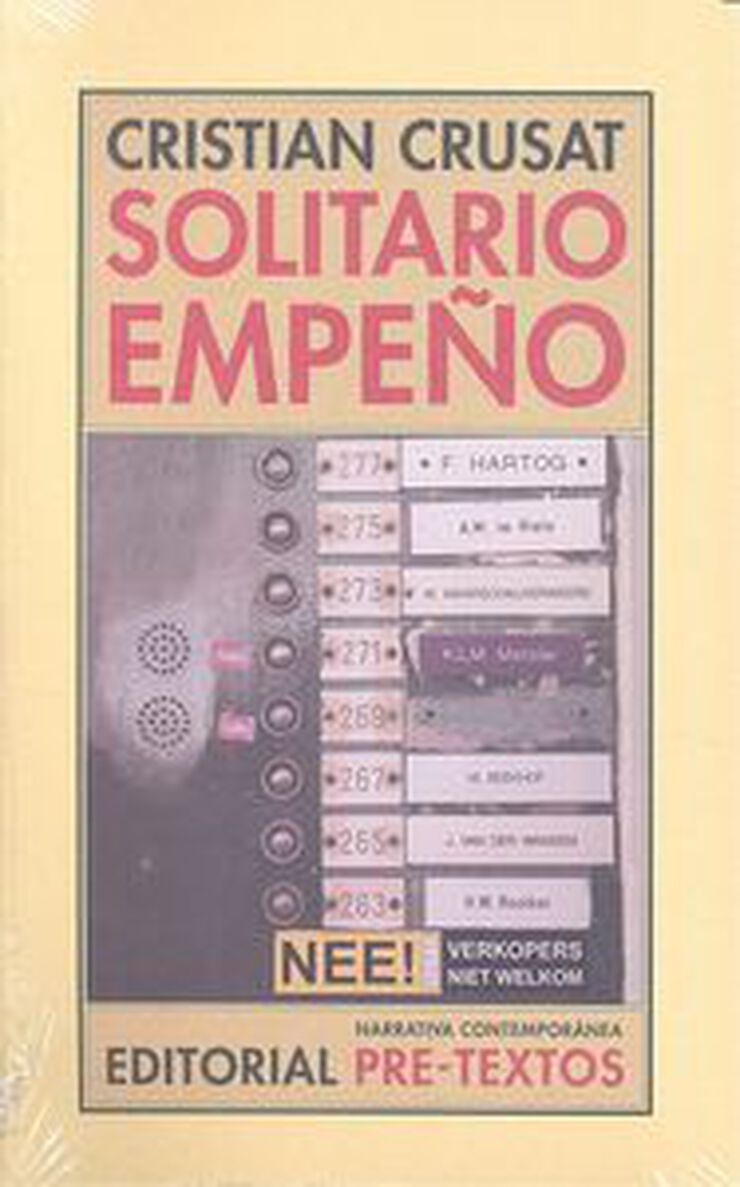 CRISTIAN CRUSAT
SOLITARIO
EMPEÑO
277 F. HARTOG
275
273
271
269
267
265
263
NEE! VERKOPERS
NIET WELKOM
NARRATIVA CONTEMPORÁNEA
EDITORIAL PRE-TEXTOS